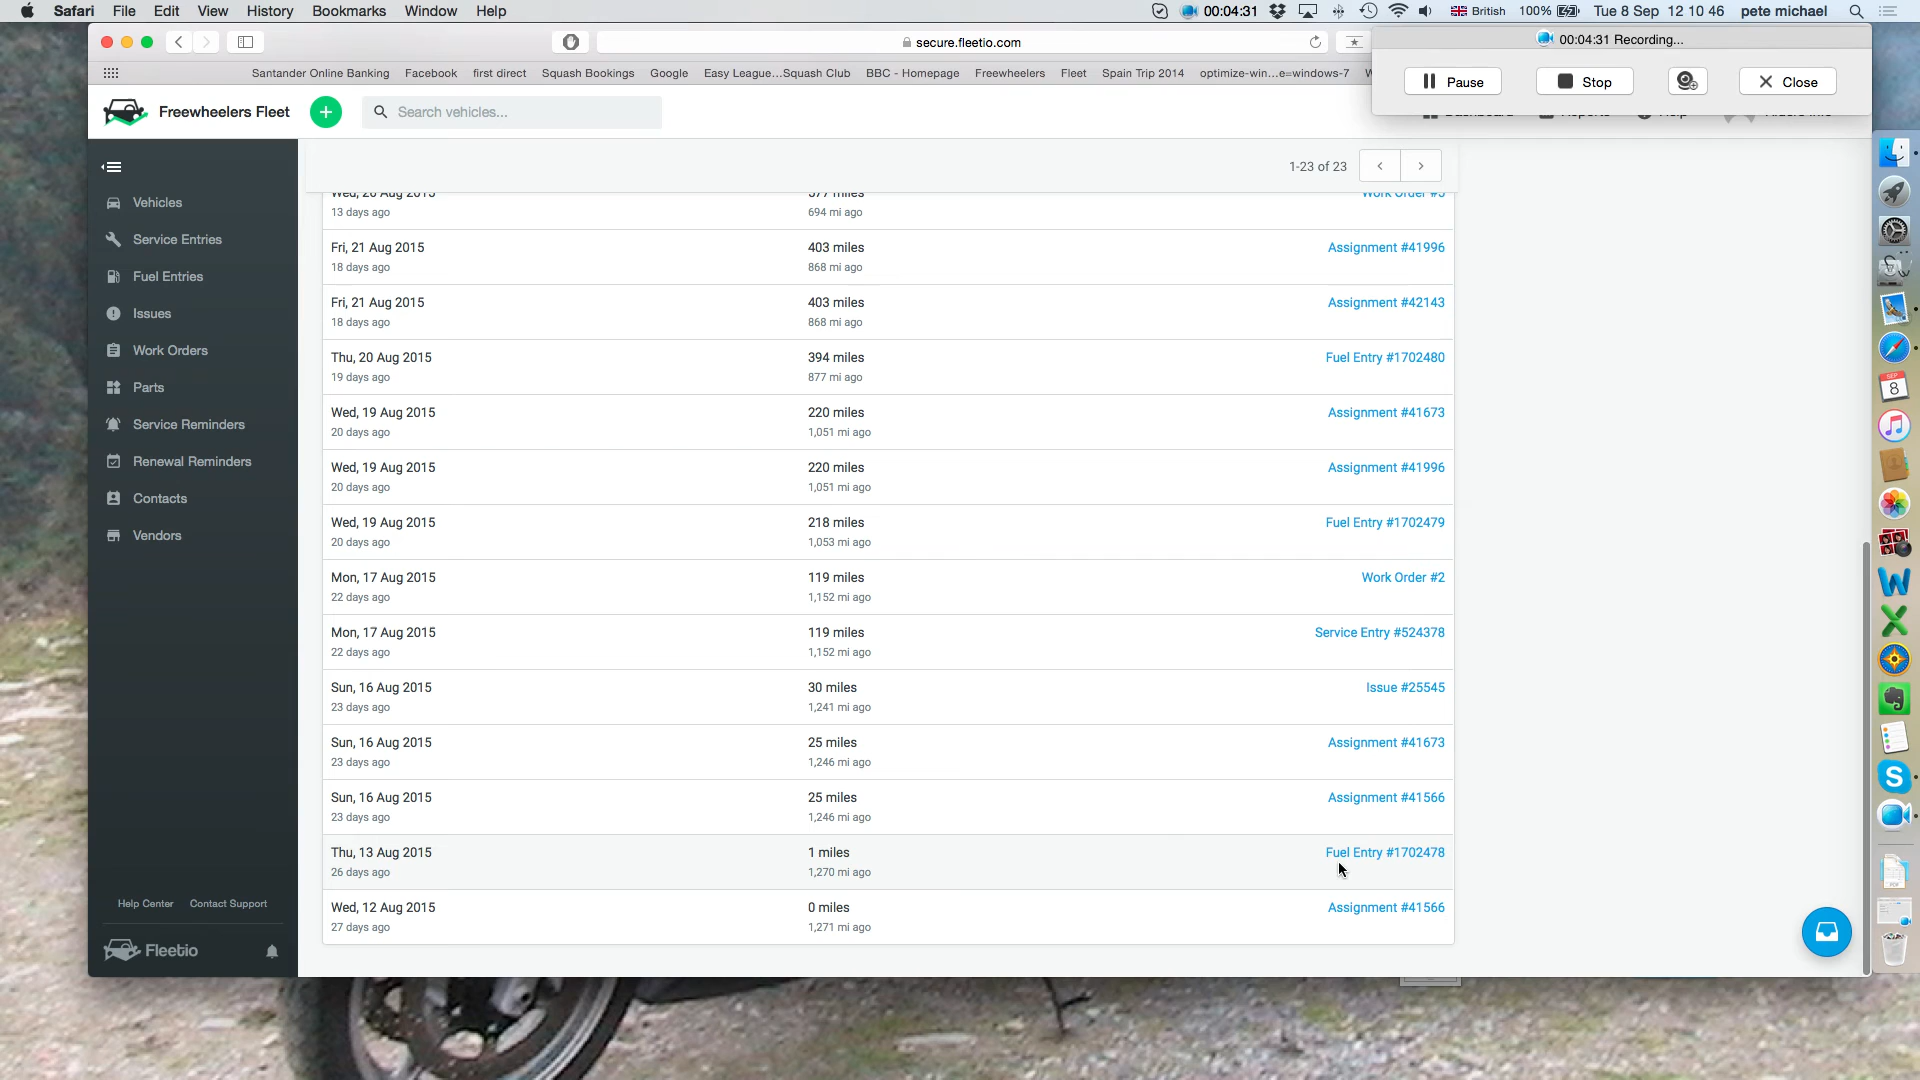 Safari File Edit View History Bookmarks Window Help 00:04:31 British 100% Tue 8 Sep 12 10 46 pete michael
secure.fleetio.com
00:04:31 Recording...
Santander Online Banking Facebook first direct Squash Bookings Google Easy League...Squash Club BBC - Homepage Freewheelers Fleet Spain Trip 2014 optimize-win...e=windows-7
Pause Stop Close
Freewheelers Fleet Search vehicles...
1-23 of 23
Vehicles
Service Entries
Fuel Entries
Issues
Work Orders
Parts
Service Reminders
Renewal Reminders
Contacts
Vendors
Help Center Contact Support
Fleetio
13 days ago 694 mi ago
Fri, 21 Aug 2015 403 miles Assignment #41996
18 days ago 868 mi ago
Fri, 21 Aug 2015 403 miles Assignment #42143
18 days ago 868 mi ago
Thu, 20 Aug 2015 394 miles Fuel Entry #1702480
19 days ago 877 mi ago
Wed, 19 Aug 2015 220 miles Assignment #41673
20 days ago 1,051 mi ago
Wed, 19 Aug 2015 220 miles Assignment #41996
20 days ago 1,051 mi ago
Wed, 19 Aug 2015 218 miles Fuel Entry #1702479
20 days ago 1,053 mi ago
Mon, 17 Aug 2015 119 miles Work Order #2
22 days ago 1,152 mi ago
Mon, 17 Aug 2015 119 miles Service Entry #524378
22 days ago 1,152 mi ago
Sun, 16 Aug 2015 30 miles Issue #25545
23 days ago 1,241 mi ago
Sun, 16 Aug 2015 25 miles Assignment #41673
23 days ago 1,246 mi ago
Sun, 16 Aug 2015 25 miles Assignment #41566
23 days ago 1,246 mi ago
Thu, 13 Aug 2015 1 miles Fuel Entry #1702478
26 days ago 1,270 mi ago
Wed, 12 Aug 2015 0 miles Assignment #41566
27 days ago 1,271 mi ago
SEP
8